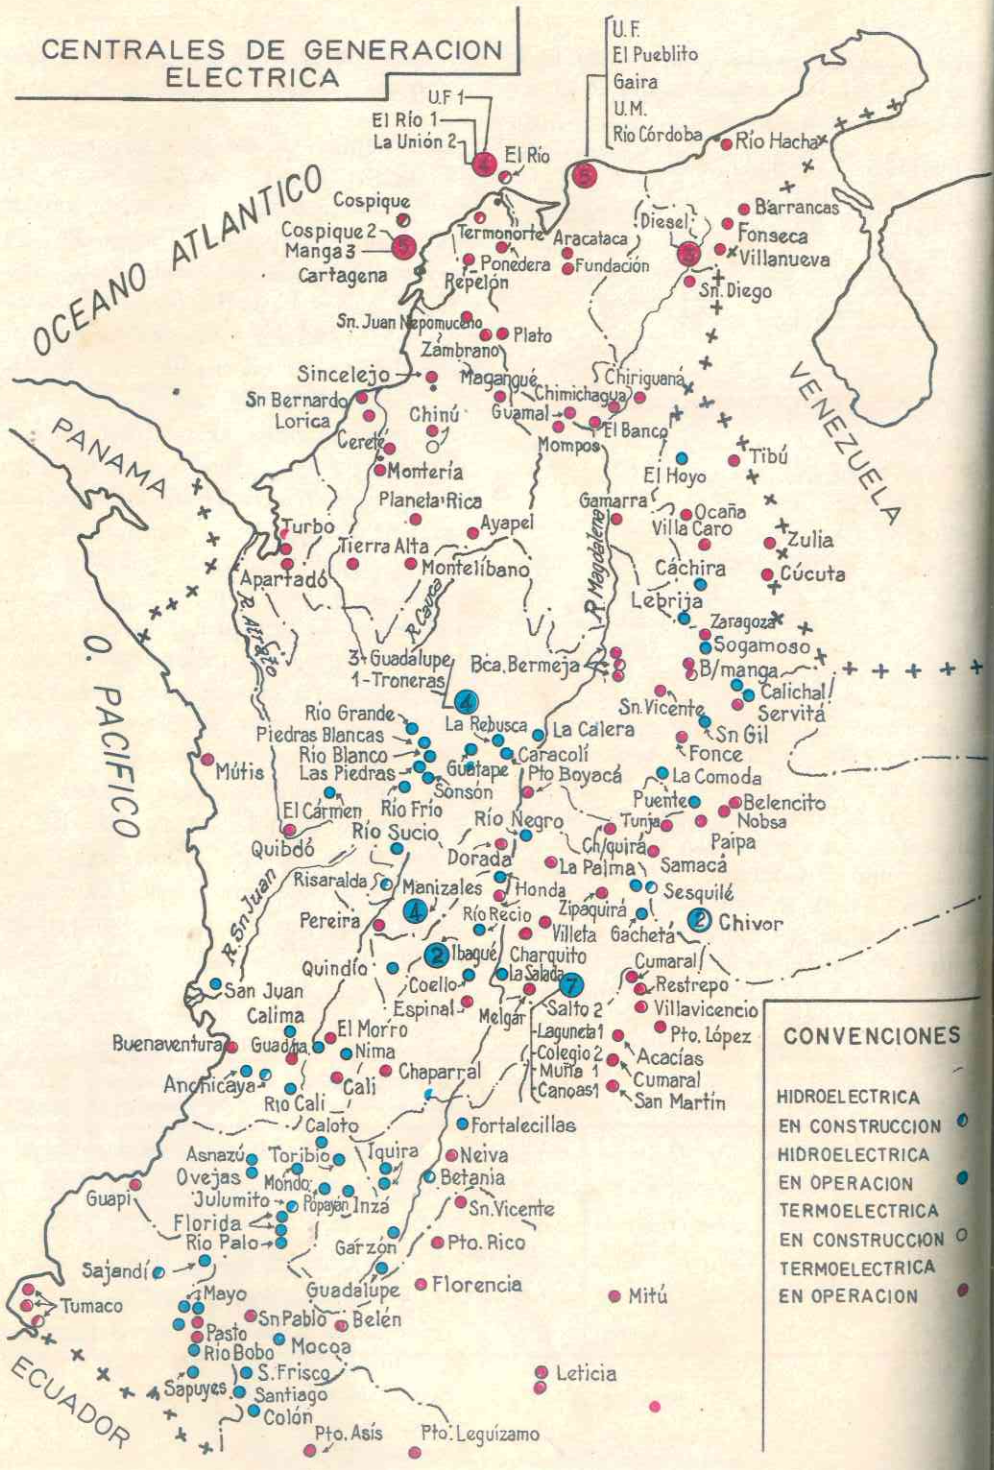 CENTRALES DE GENERACION
ELECTRICA
U.F 1
El Río 1
La Unión 2
4
El Río
U.F.
El Pueblito
Gaira
U.M.
Río Córdoba
5
Río Hacha
OCEANO ATLANTICO
Cospique
Cospique 2
Manga 3
Cartagena
5
Termonorte
Ponedera
Repelón
Aracataca
Fundación
Diesel
3
Barrancas
Fonseca
Villanueva
Sn. Diego
Sn. Juan Nepomuceno
Zambrano
Plato
Sincelejo
Magangué
Chiriguaná
Chimichagua
Sn Bernardo
Lorica
Chinú
Guamal
El Banco
Cereté
Mompos
Montería
VENEZUELA
PANAMA
Tibú
El Hoyo
Planeta Rica
Gamarra
Ocaña
Villa Caro
Turbo
Ayapel
Tierra Alta
Zulia
Apartadó
Montelíbano
Cáchira
Cúcuta
R. Magdalena
R. Cauca
R. Atrato
Lebrija
Zaragoza
Sogamoso
3-Guadalupe
1-Troneras
4
Bca. Bermeja
B/manga
Calichal
Servitá
Sn. Vicente
Sn Gil
Fonce
O. PACIFICO
Río Grande
Piedras Blancas
Río Blanco
Las Piedras
La Rebusca
La Calera
Caracolí
Guatape
Sonsón
Pto Boyacá
La Comoda
Mútis
El Cármen
Río Frío
Puente
Belencito
Nobsa
Quibdó
Río Sucio
Río Negro
Tunja
Paipa
Ch/quirá
Samacá
Dorada
La Palma
R. Sn Juan
Risaralda
Manizales
4
Honda
Sesquilé
Zipaquirá
Pereira
Río Recio
Villeta
Gachetá
2
Chivor
2
Ibagué
Charquito
Cumaral
Quindío
Coello
La Salada
7
Restrepo
San Juan
Espinal
Melgar
Salto 2
Villavicencio
Calima
Laguneta 1
Pto. López
El Morro
Buenaventura
Nima
Colegio 2
Acacías
Muña 1
Anchicaya
Cali
Chaparral
Canoas 1
Cumaral
San Martín
Río Cali
Caloto
Fortalecillas
Asnazú
Toribio
Iquira
Neiva
Ovejas
Mondo
Betania
Guapi
Julumito
Popayán
Inzá
Sn. Vicente
Florida
Río Palo
Garzón
Pto. Rico
Sajandí
Guadalupe
Florencia
Mayo
Mitú
Tumaco
Sn Pablo
Belén
Pasto
Río Bobo
Mocoa
ECUADOR
S. Frisco
Leticia
Sapuyes
Santiago
Colón
Pto. Asís
Pto. Leguízamo
CONVENCIONES
HIDROELECTRICA
EN CONSTRUCCION
HIDROELECTRICA
EN OPERACION
TERMOELECTRICA
EN CONSTRUCCION
TERMOELECTRICA
EN OPERACION